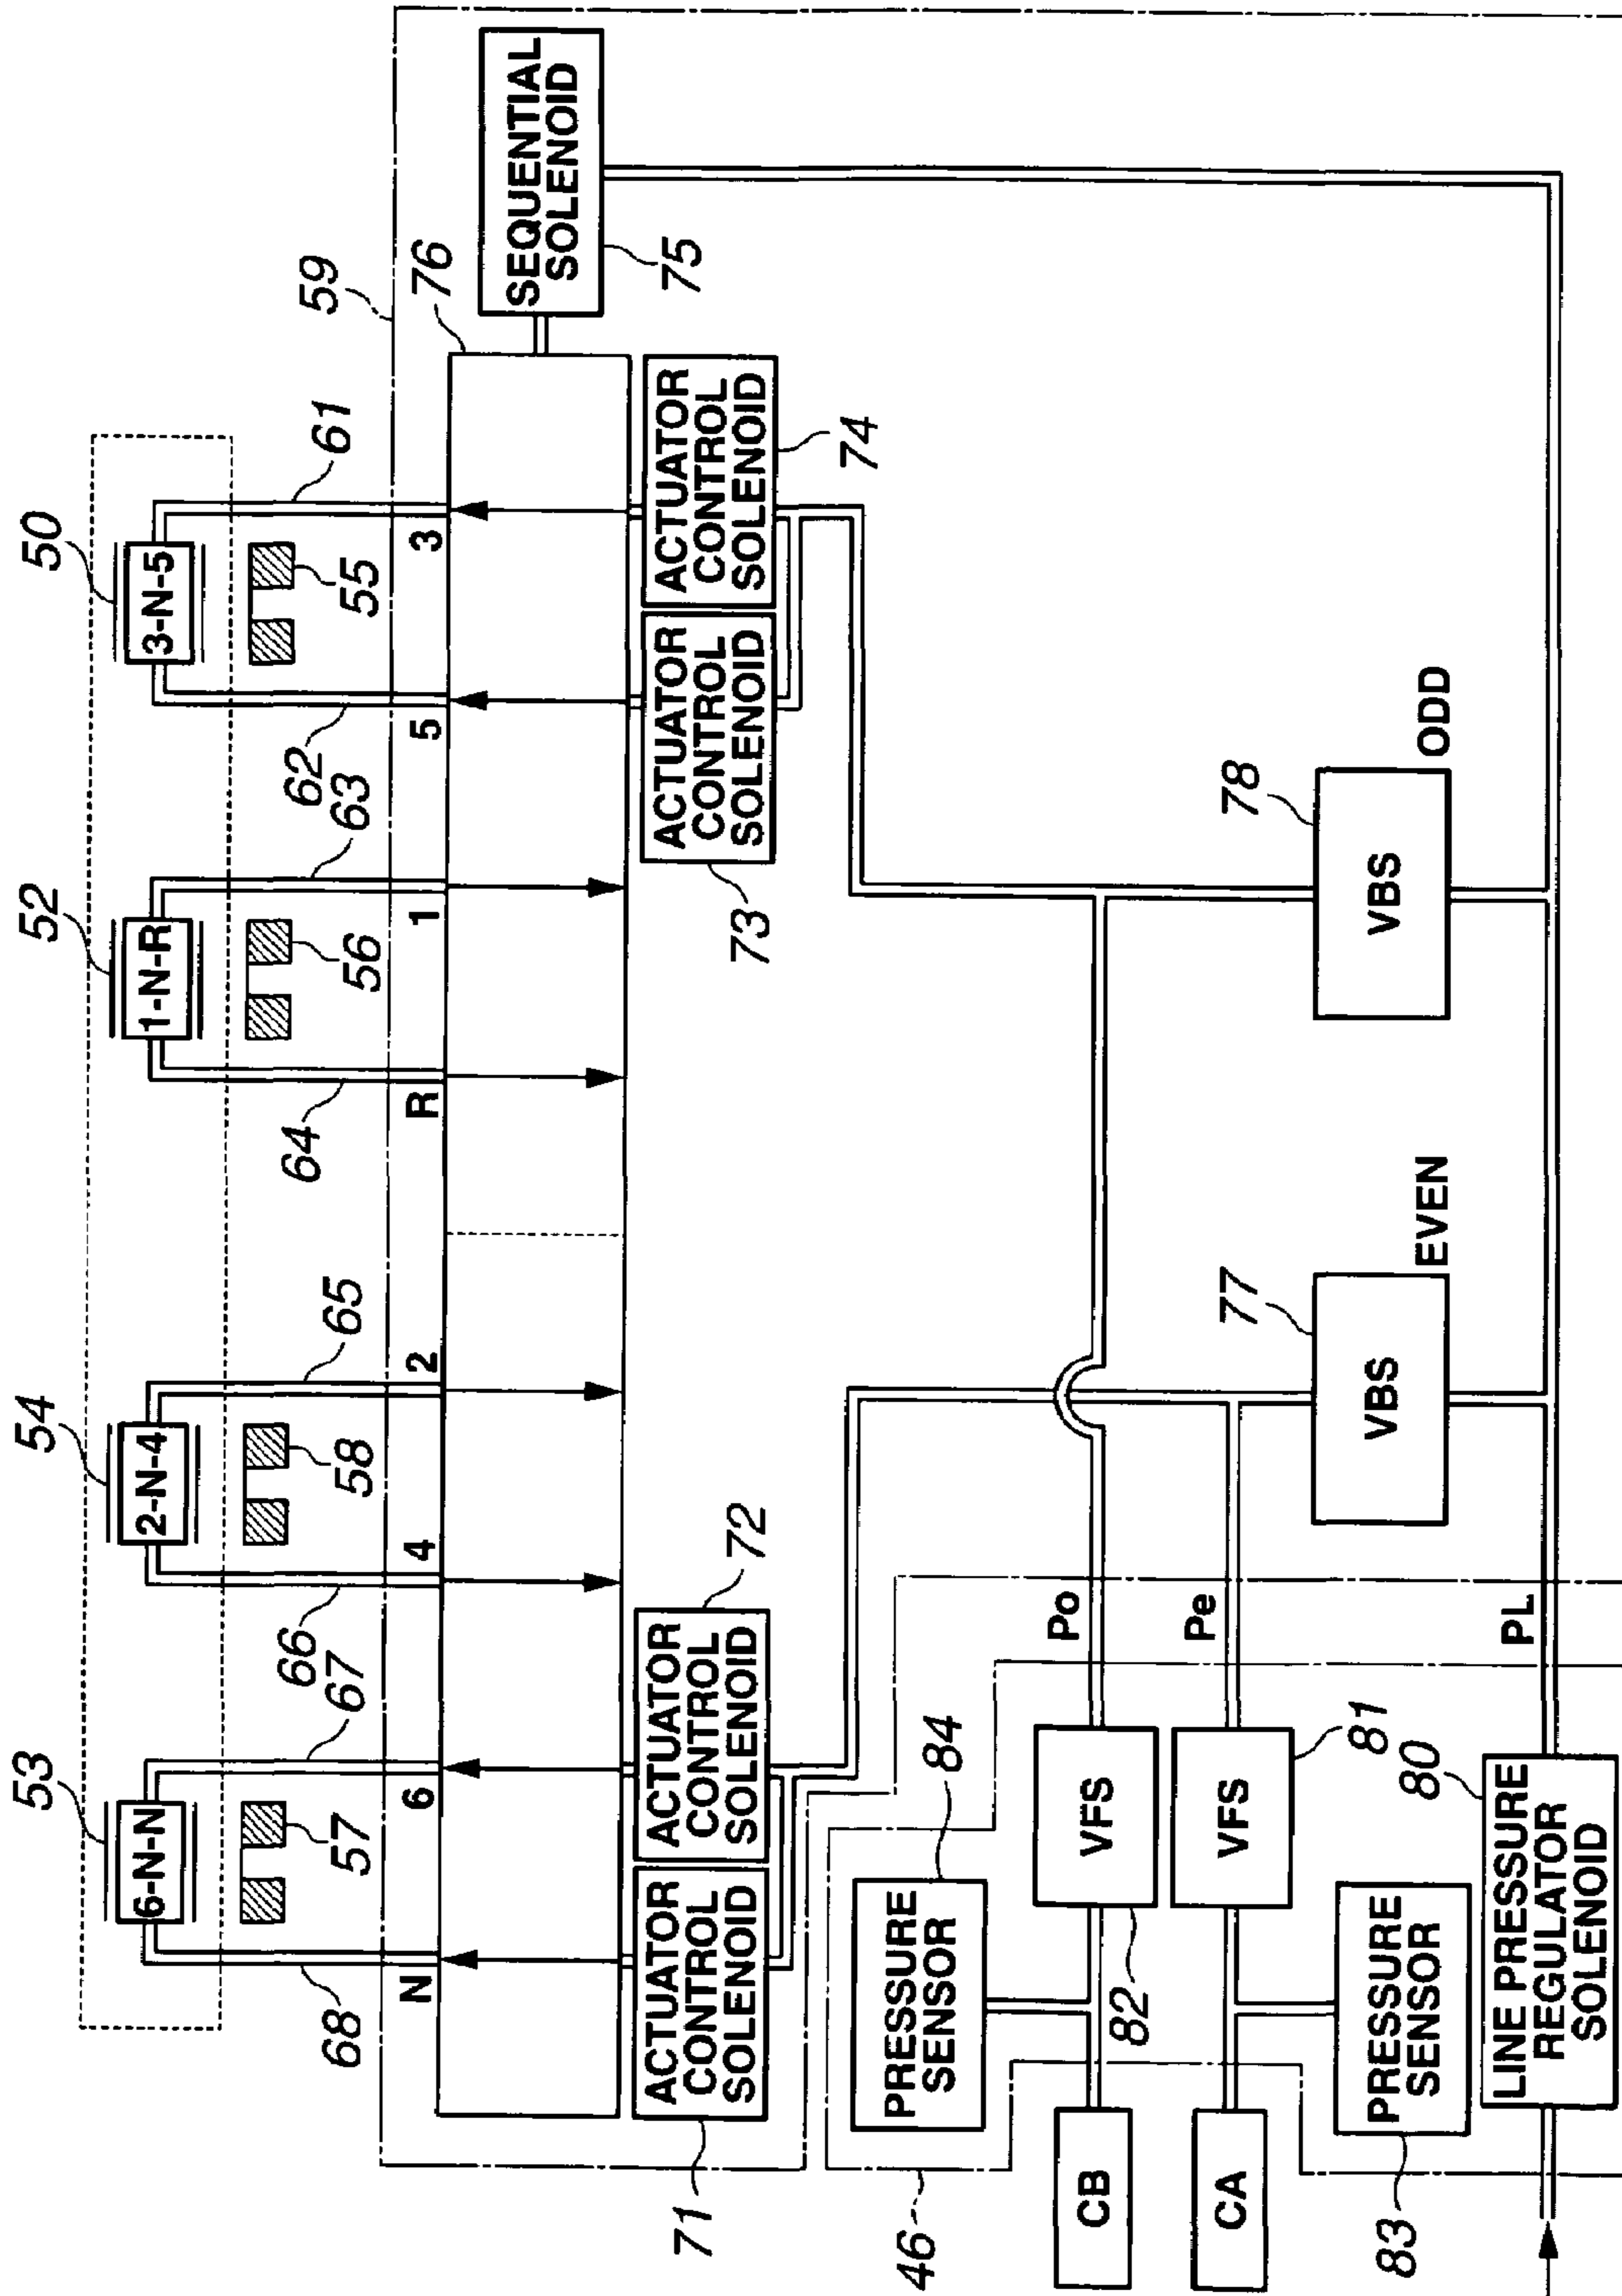 53
54
52
50
6-N-N
2-N-4
1-N-R
3-N-5
57
58
56
55
68
67
66
65
64
63
62
61
59
76
N
6
4
2
R
1
5
3
SEQUENTIAL
SOLENOID
75
ACTUATOR
CONTROL
SOLENOID
71
ACTUATOR
CONTROL
SOLENOID
72
ACTUATOR
CONTROL
SOLENOID
73
ACTUATOR
CONTROL
SOLENOID
74
46
PRESSURE
SENSOR
84
CB
82
VFS
Po
CA
VFS
81
Pe
77
VBS
EVEN
78
VBS
ODD
83
PRESSURE
SENSOR
80
LINE PRESSURE
REGULATOR
SOLENOID
PL